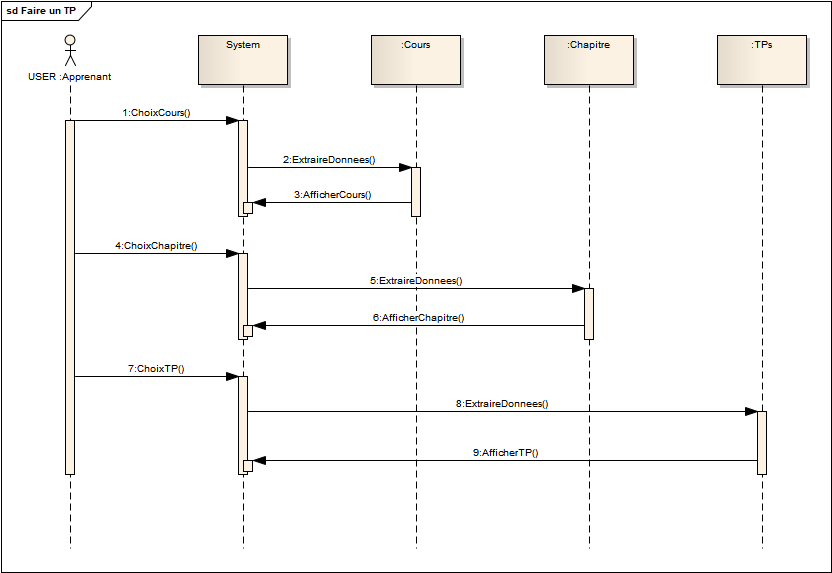 sd Faire un TP
USER :Apprenant
System
:Cours
:Chapitre
:TPs
1:ChoixCours()
2:ExtraireDonnees()
3:AfficherCours()
4:ChoixChapitre()
5:ExtraireDonnees()
6:AfficherChapitre()
7:ChoixTP()
8:ExtraireDonnees()
9:AfficherTP()